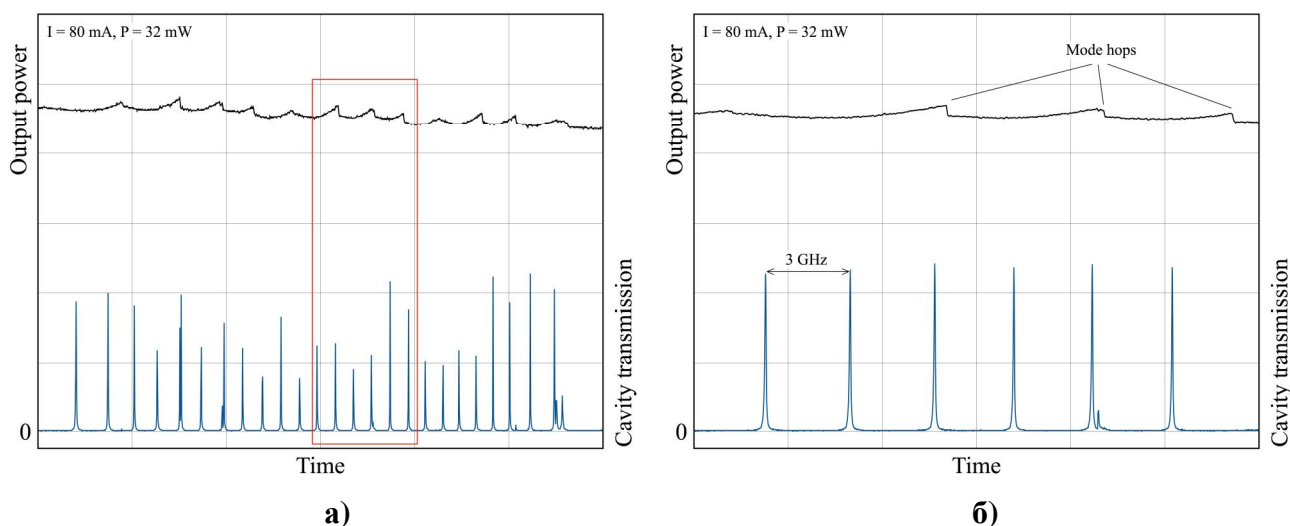 I = 80 mA, P = 32 mW
Output power
Cavity transmission
0
Time
а)
I = 80 mA, P = 32 mW
Mode hops
Output power
3 GHz
Cavity transmission
0
Time
б)